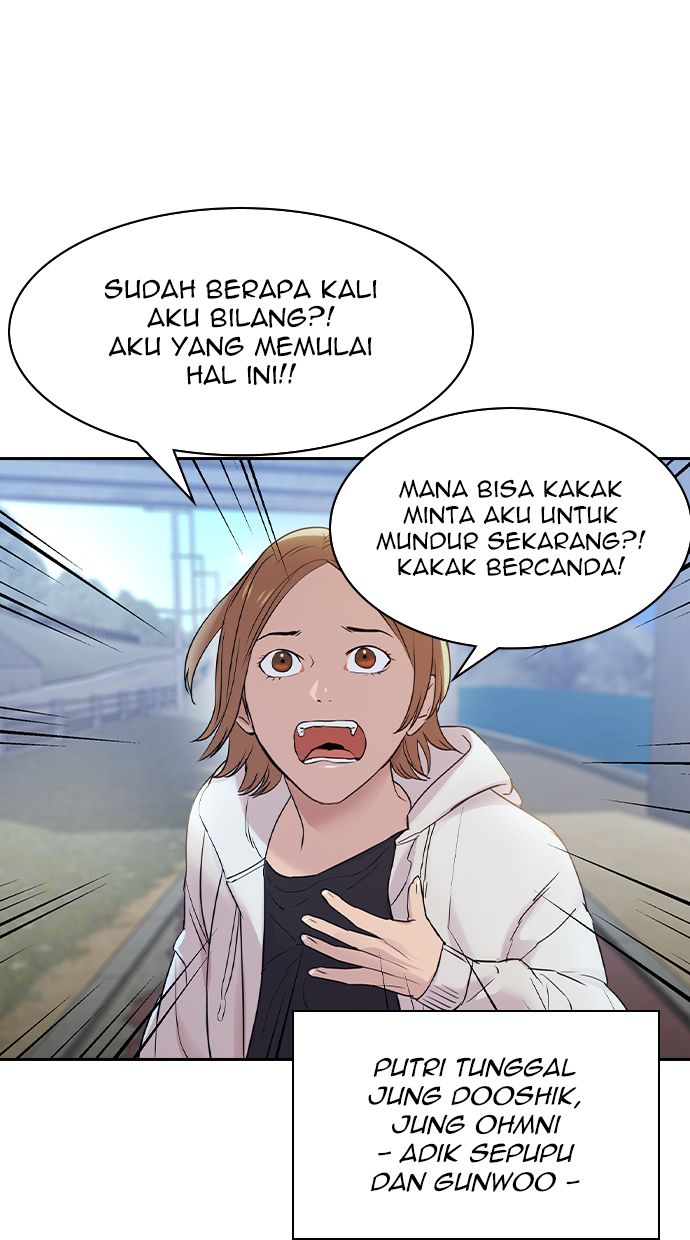 SUDAH BERAPA KALI
AKU BILANG?!
AKU YANG MEMULAI
HAL INI!!
MANA BISA KAKAK
MINTA AKU UNTUK
MUNDUR SEKARANG?!
KAKAK BERCANDA!
PUTRI TUNGGAL
JUNG DOOSHIK,
JUNG OHMNI
- ADIK SEPUPU
DAN GUNWOO -